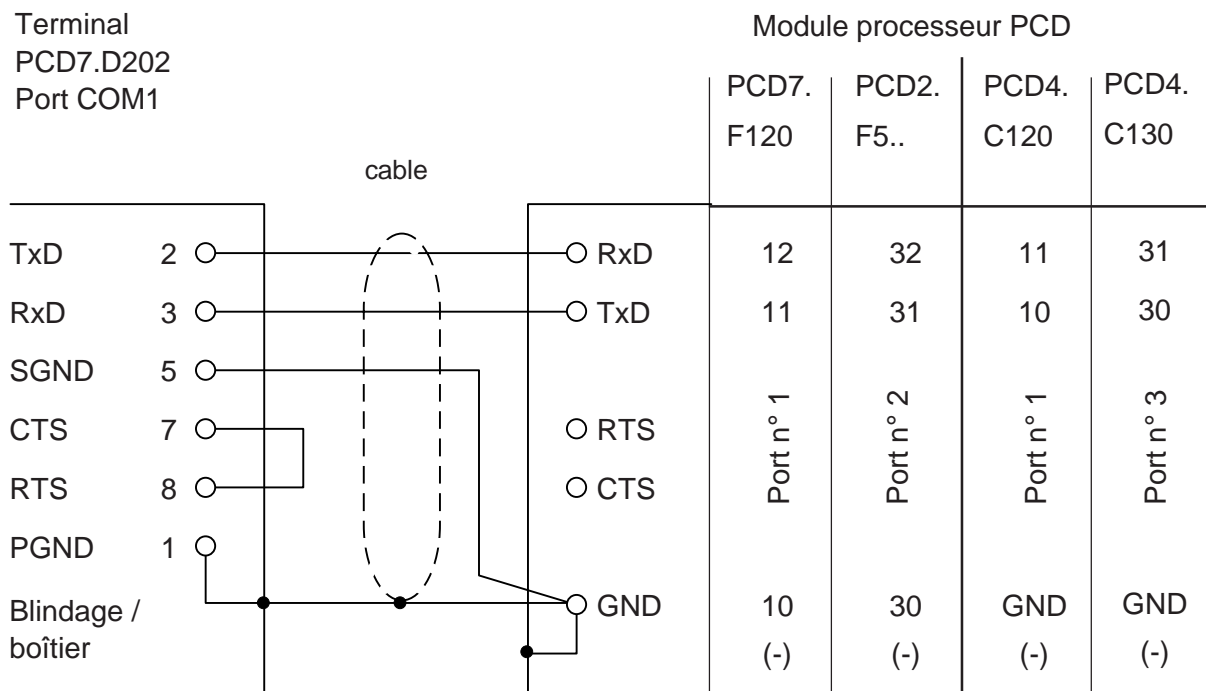 Terminal
PCD7.D202
Port COM1
Module processeur PCD
PCD7. PCD2. PCD4. PCD4.
F120 F5.. C120 C130
cable
TxD 2 RxD 12 32 11 31
RxD 3 TxD 11 31 10 30
SGND 5
CTS 7 RTS
RTS 8 CTS
Port n° 1 Port n° 2 Port n° 1 Port n° 3
PGND 1
Blindage / GND 10 30 GND GND
boîtier (-) (-) (-) (-)